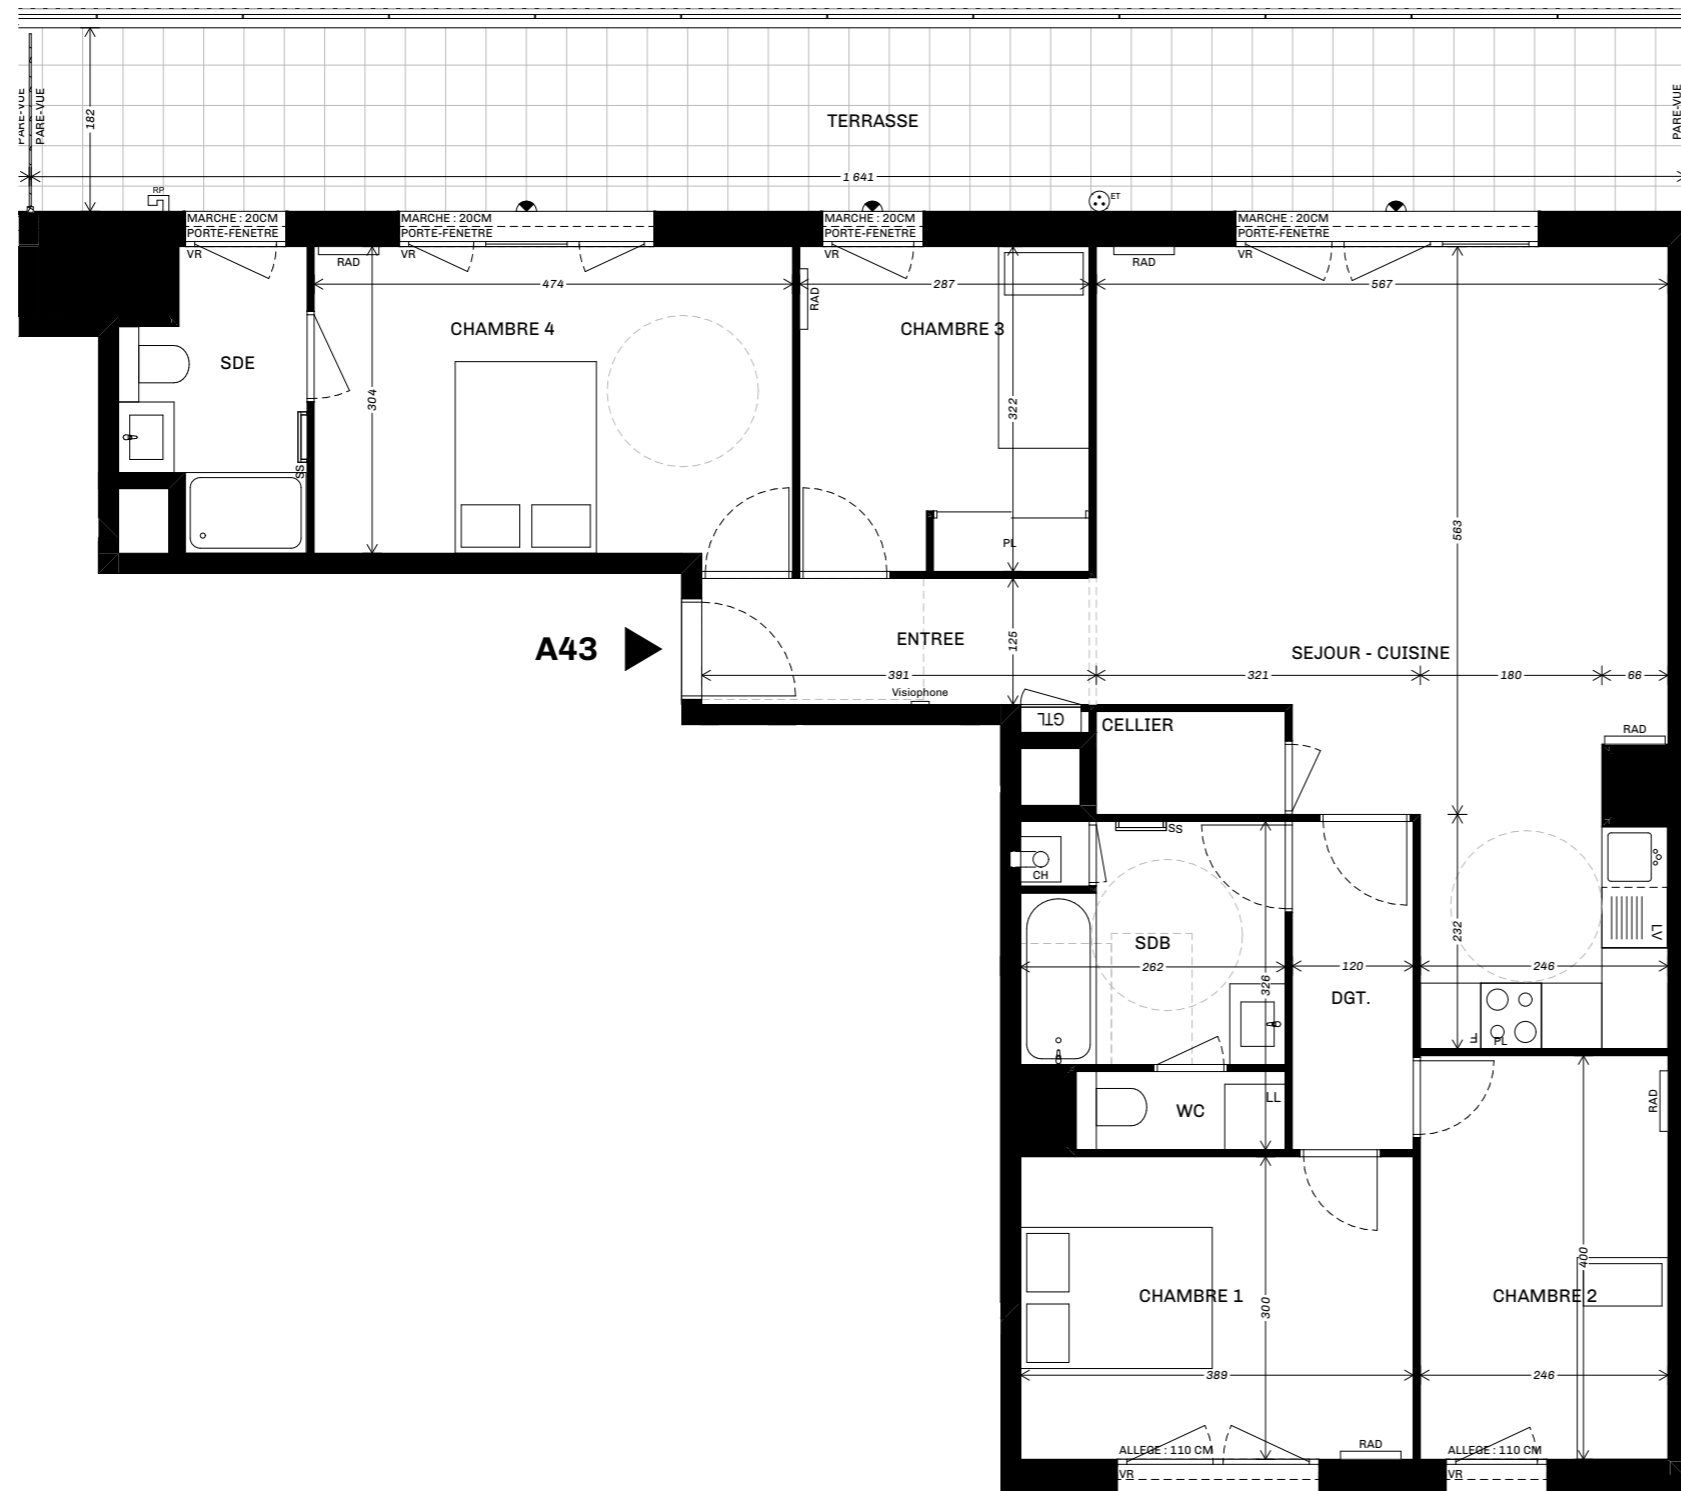 PARE-VUE
PARE-VUE
182
TERRASSE
PARE-VUE
1 641
RP
ET
MARCHE : 20CM
PORTE-FENETRE
VR
MARCHE : 20CM
PORTE-FENETRE
VR
MARCHE : 20CM
PORTE-FENETRE
VR
MARCHE : 20CM
PORTE-FENETRE
VR
RAD
RAD
RAD
474
287
567
CHAMBRE 4
CHAMBRE 3
SDE
304
322
SS
563
PL
A43
ENTREE
125
SEJOUR - CUISINE
391
321
180
66
Visiophone
GTL
CELLIER
RAD
SS
CH
SDB
262
326
120
DGT.
232
246
LV
F
PL
WC
LL
RAD
CHAMBRE 1
300
CHAMBRE 2
400
389
246
ALLEGE : 110 CM
VR
RAD
ALLEGE : 110 CM
VR